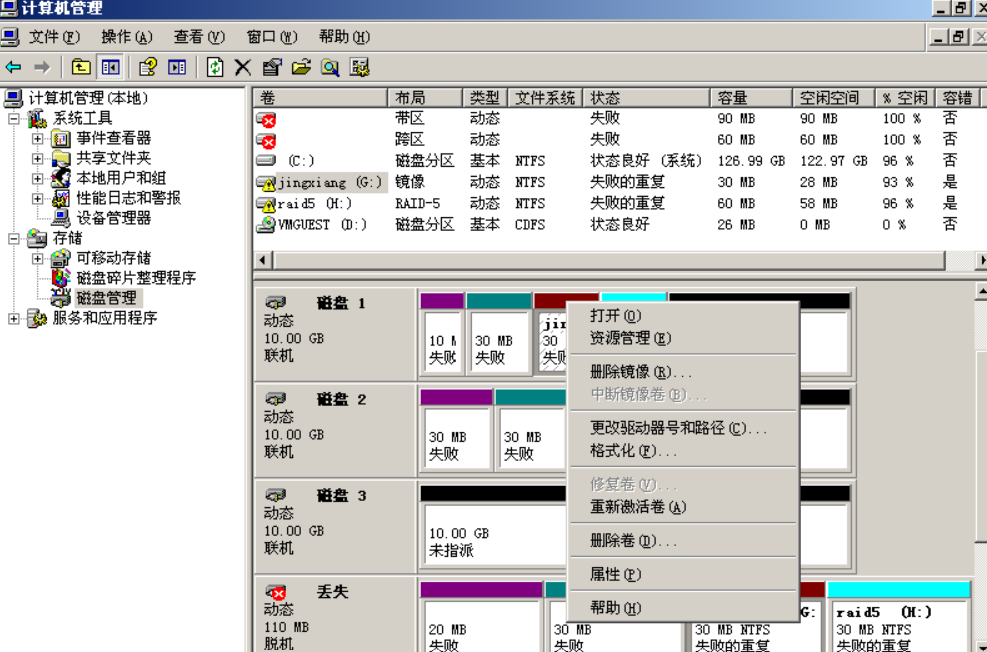 计算机管理
文件(F) 操作(A) 查看(V) 窗口(W) 帮助(H)
计算机管理(本地)
系统工具
事件查看器
共享文件夹
本地用户和组
性能日志和警报
设备管理器
存储
可移动存储
磁盘碎片整理程序
磁盘管理
服务和应用程序
卷 布局 类型 文件系统 状态 容量 空闲空间 % 空闲 容错
带区 动态 失败 90 MB 90 MB 100 % 否
跨区 动态 失败 60 MB 60 MB 100 % 否
(C:) 磁盘分区 基本 NTFS 状态良好 (系统) 126.99 GB 122.97 GB 96 % 否
jingxiang (G:) 镜像 动态 NTFS 失败的重复 30 MB 28 MB 93 % 是
raid5 (H:) RAID-5 动态 NTFS 失败的重复 60 MB 58 MB 96 % 是
VMGUEST (D:) 磁盘分区 基本 CDFS 状态良好 26 MB 0 MB 0 % 否
磁盘 1
动态
10.00 GB
联机
10 M
失败
30 MB
失败
jin
30
失败
磁盘 2
动态
10.00 GB
联机
30 MB
失败
30 MB
失败
磁盘 3
动态
10.00 GB
联机
10.00 GB
未指派
丢失
动态
110 MB
脱机
20 MB
失败
30 MB
失败
G:
30 MB NTFS
失败的重复
raid5 (H:)
30 MB NTFS
失败的重复
打开(O)
资源管理(E)
删除镜像(R)...
中断镜像卷(B)...
更改驱动器号和路径(C)...
格式化(F)...
修复卷(V)...
重新激活卷(A)
删除卷(D)...
属性(P)
帮助(H)